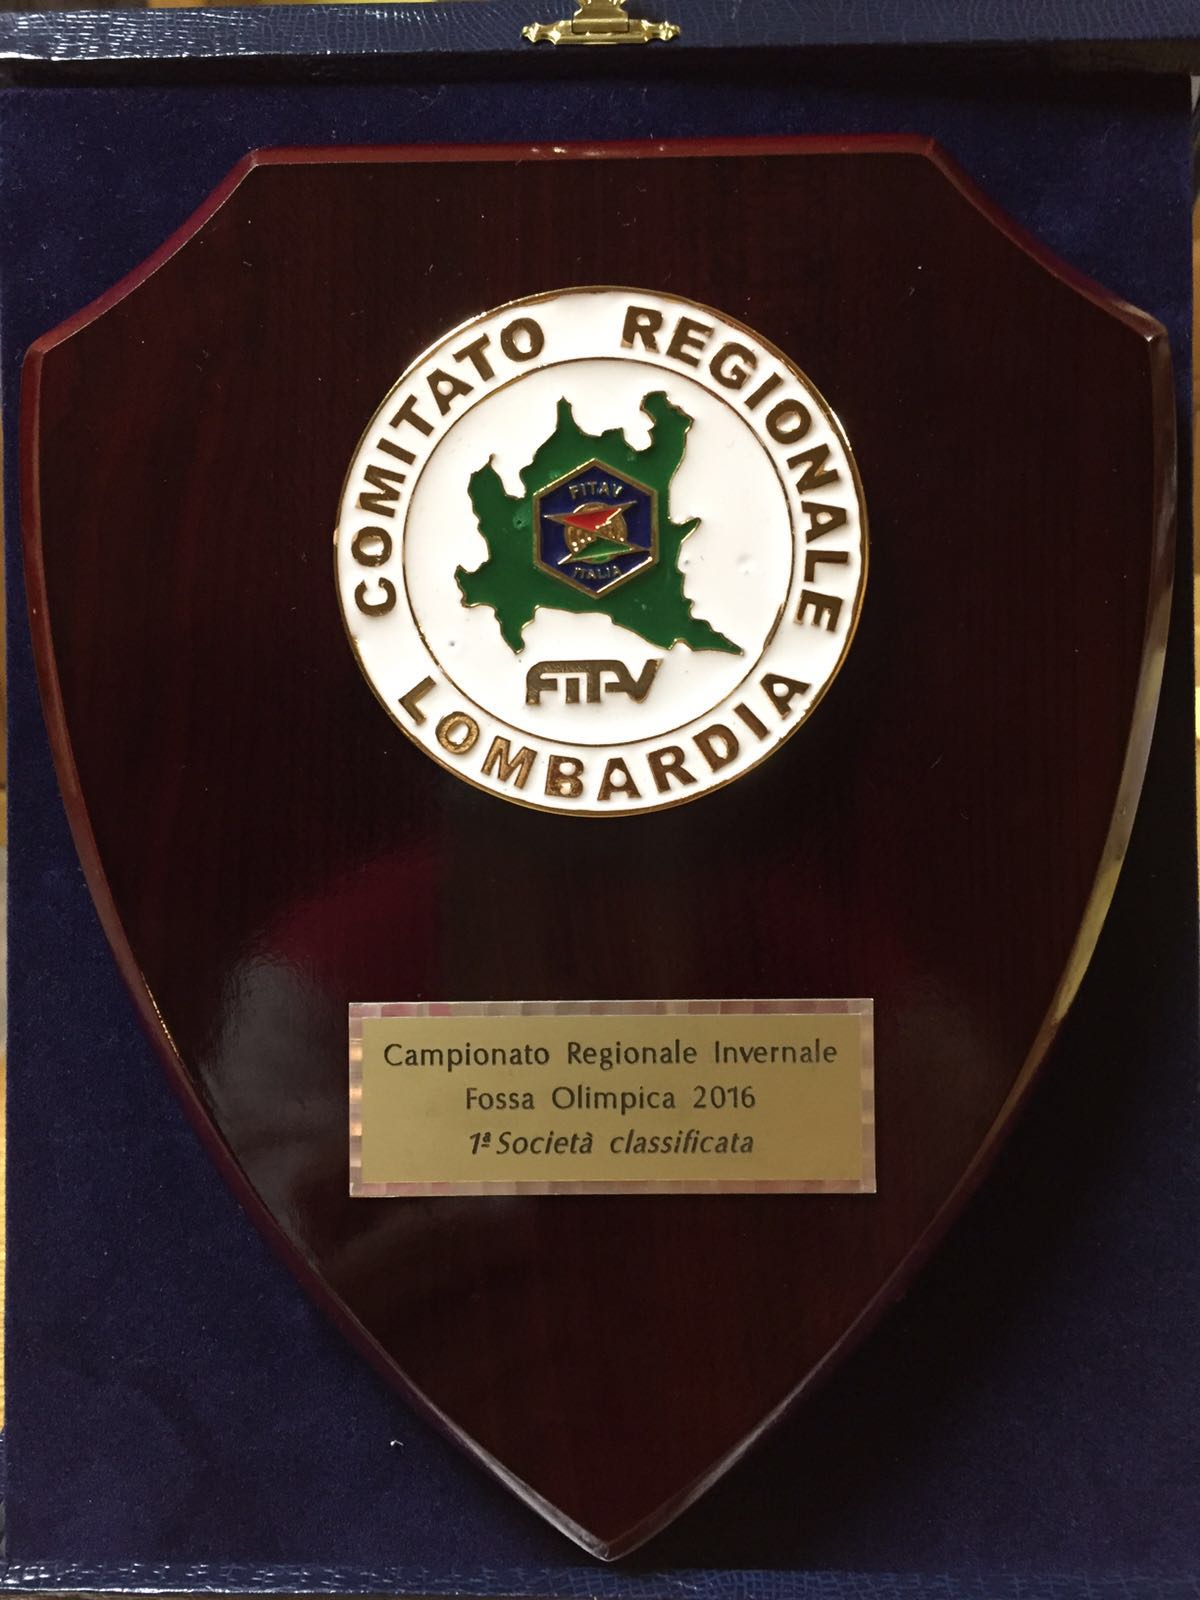 COMITATO REGIONALE
FITAV
ITALIA
FITAV
LOMBARDIA
Campionato Regionale Invernale
Fossa Olimpica 2016
1ª Società classificata